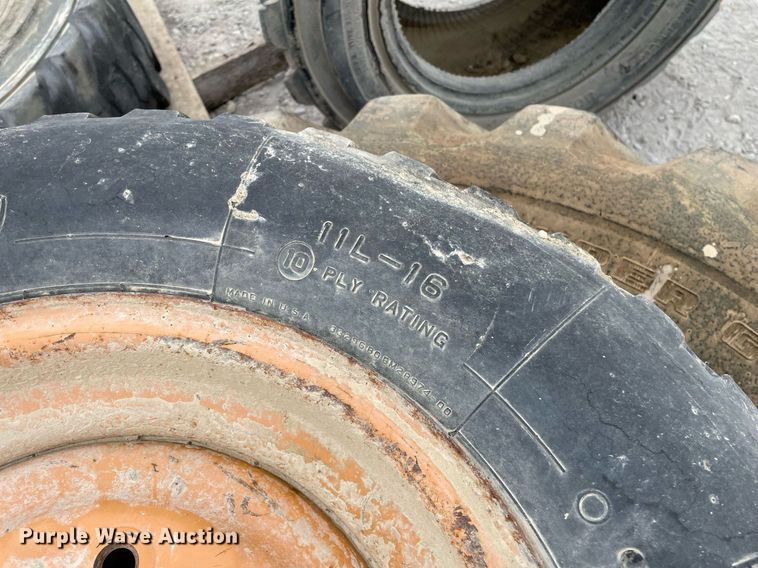 11L-16
10 PLY RATING
MADE IN U.S.A.
Purple Wave Auction